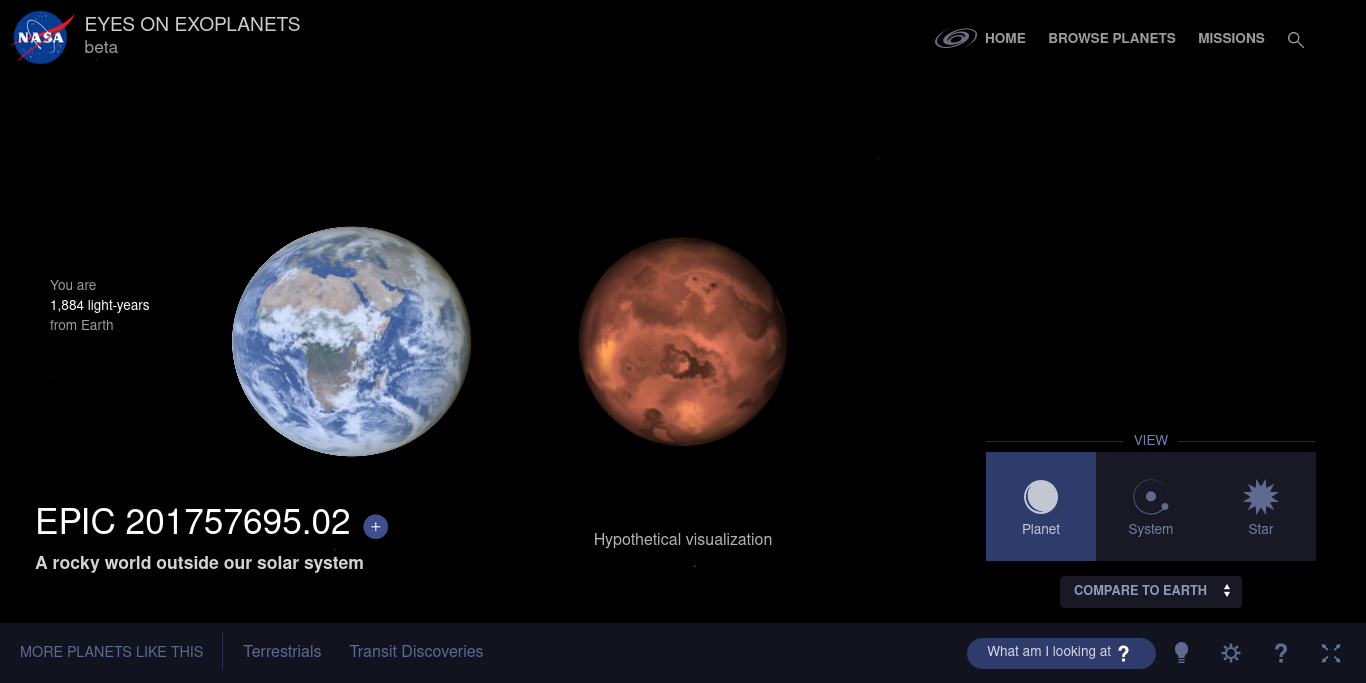 NASA
EYES ON EXOPLANETS
beta
HOME
BROWSE PLANETS
MISSIONS
You are
1,884 light-years
from Earth
EPIC 201757695.02 +
A rocky world outside our solar system
Hypothetical visualization
VIEW
Planet
System
Star
COMPARE TO EARTH
MORE PLANETS LIKE THIS
Terrestrials
Transit Discoveries
What am I looking at ?
?